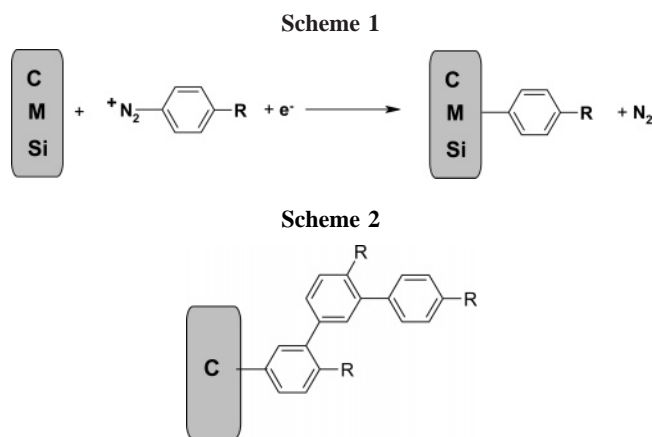 Scheme 1
C
M
Si
+ ⁺N₂ R + e⁻
C
M
Si
R + N₂
Scheme 2
R
R
C
R